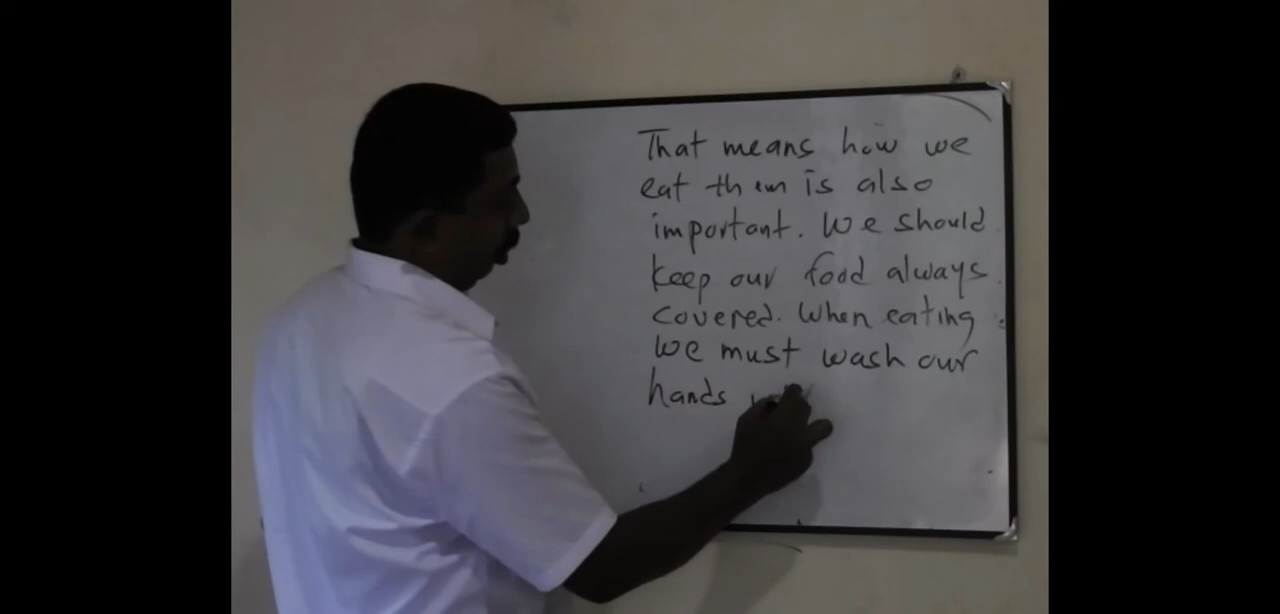 That means how we
eat them is also
important. We should
keep our food always
covered. When eating
we must wash our
hands